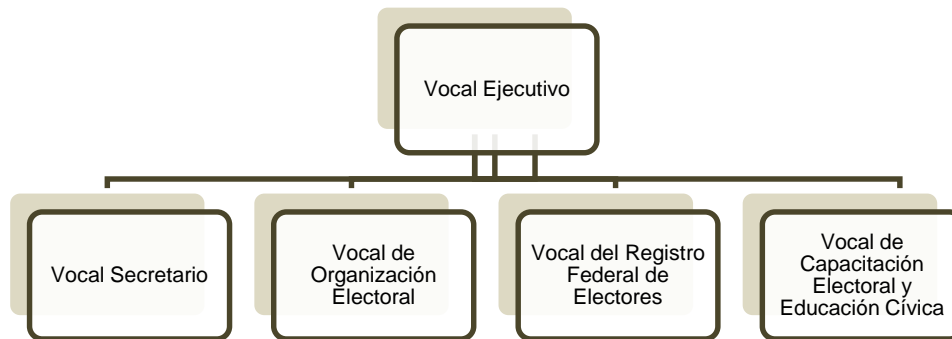 Vocal Ejecutivo
Vocal Secretario
Vocal de
Organización
Electoral
Vocal del Registro
Federal de
Electores
Vocal de
Capacitación
Electoral y
Educación Cívica